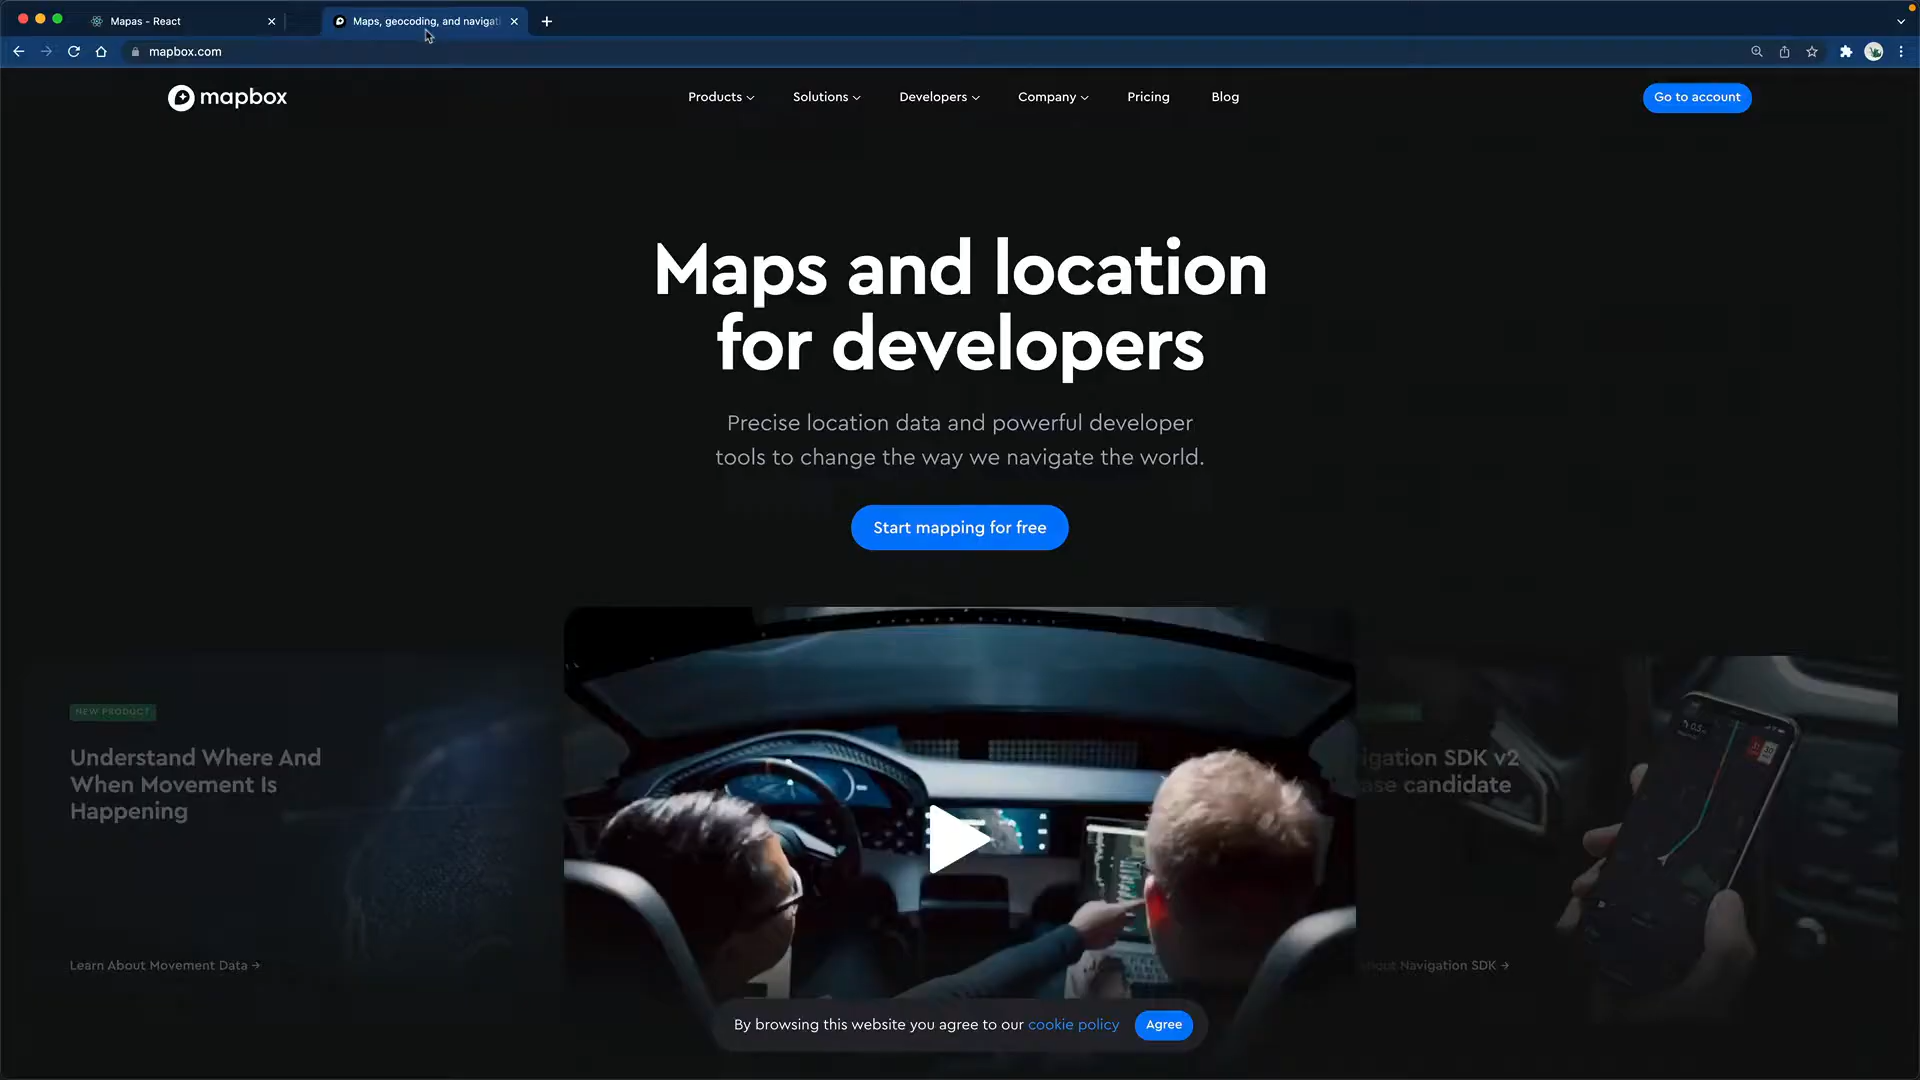 Mapas - React
Maps, geocoding, and navigati
mapbox.com
mapbox
Products
Solutions
Developers
Company
Pricing
Blog
Go to account
Maps and location
for developers
Precise location data and powerful developer
tools to change the way we navigate the world.
Start mapping for free
NEW PRODUCT
Understand Where And
When Movement Is
Happening
Learn About Movement Data →
igation SDK v2
ase candidate
bout Navigation SDK →
By browsing this website you agree to our cookie policy
Agree